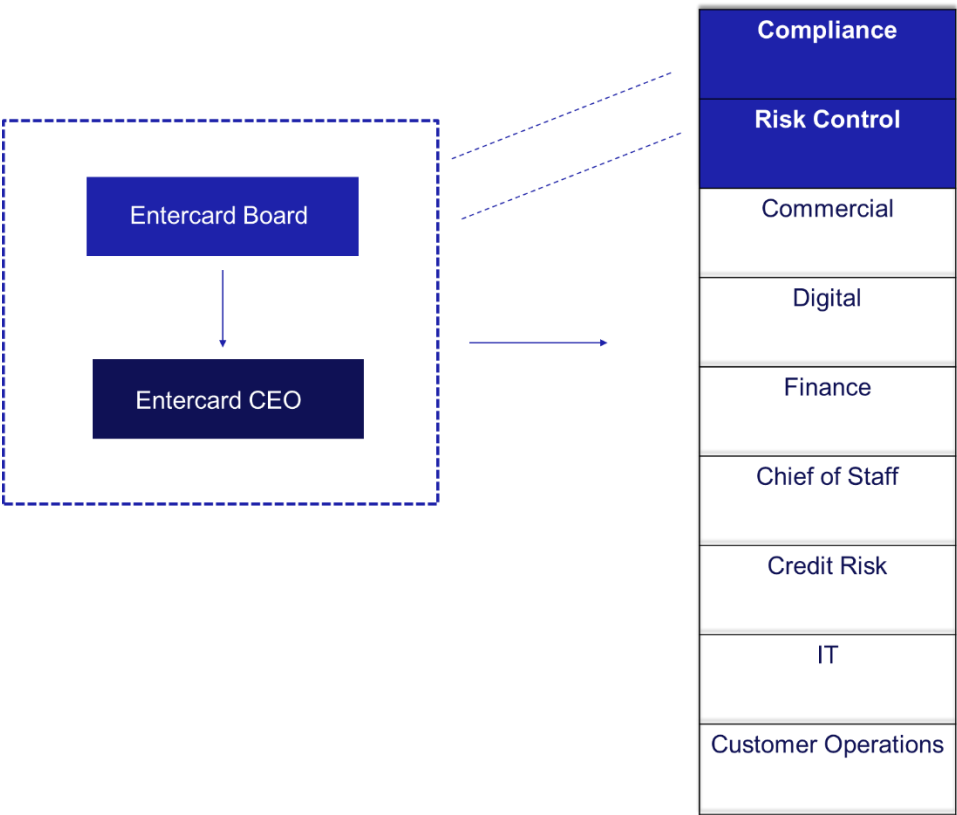 Entercard Board
Entercard CEO
Compliance
Risk Control
Commercial
Digital
Finance
Chief of Staff
Credit Risk
IT
Customer Operations